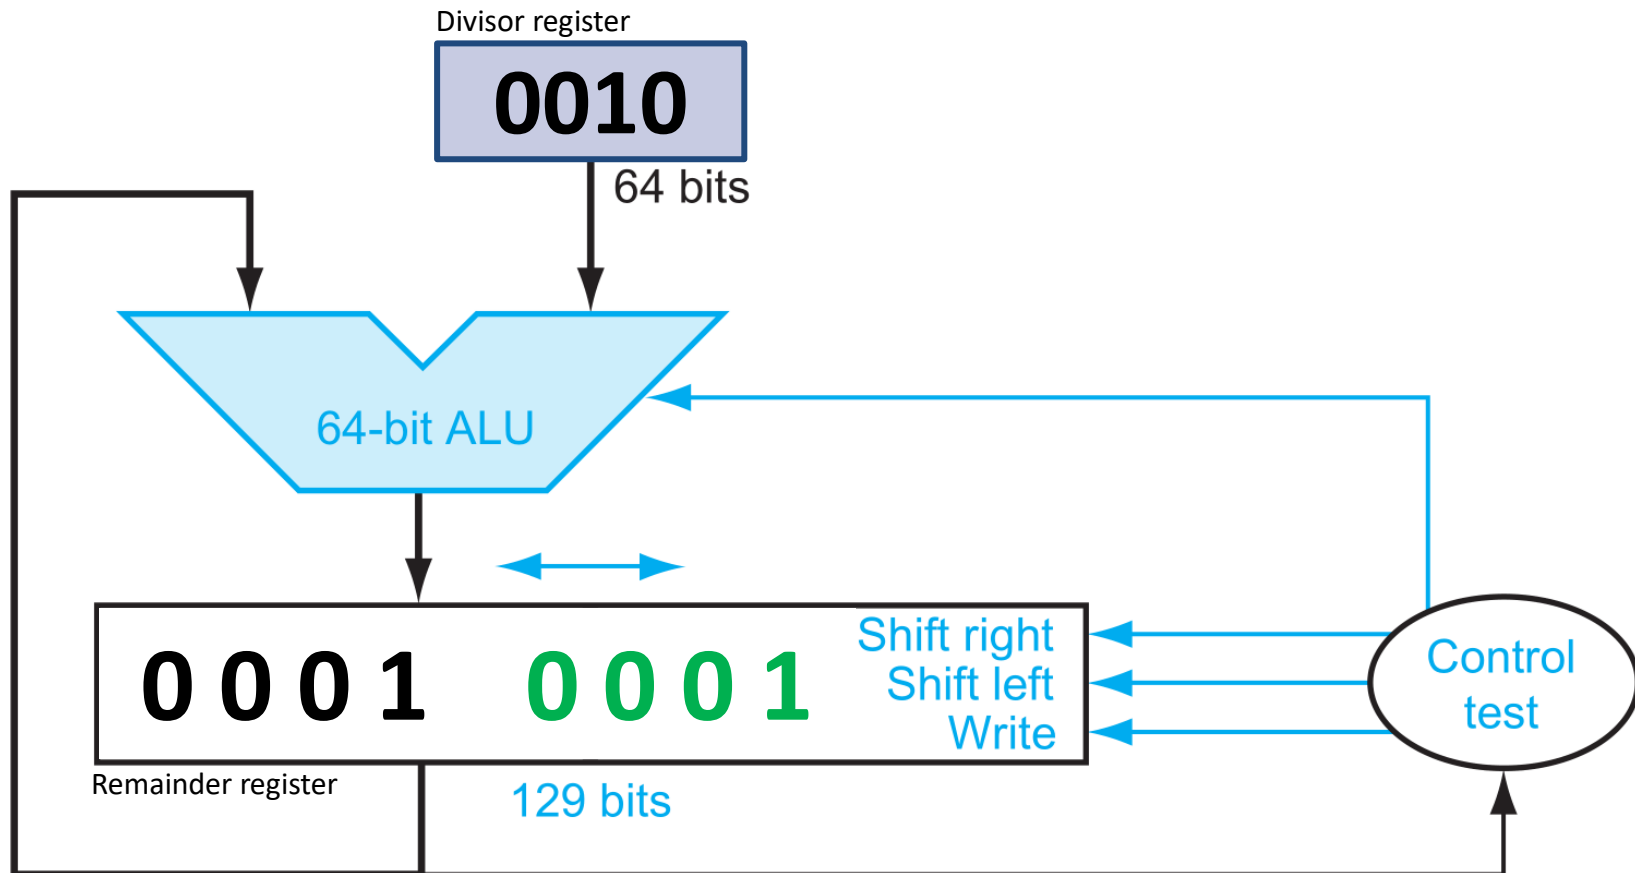 Divisor register
0010
64 bits
64-bit ALU
0 0 0 1 0 0 0 1
Shift right
Shift left
Write
Control
test
Remainder register
129 bits